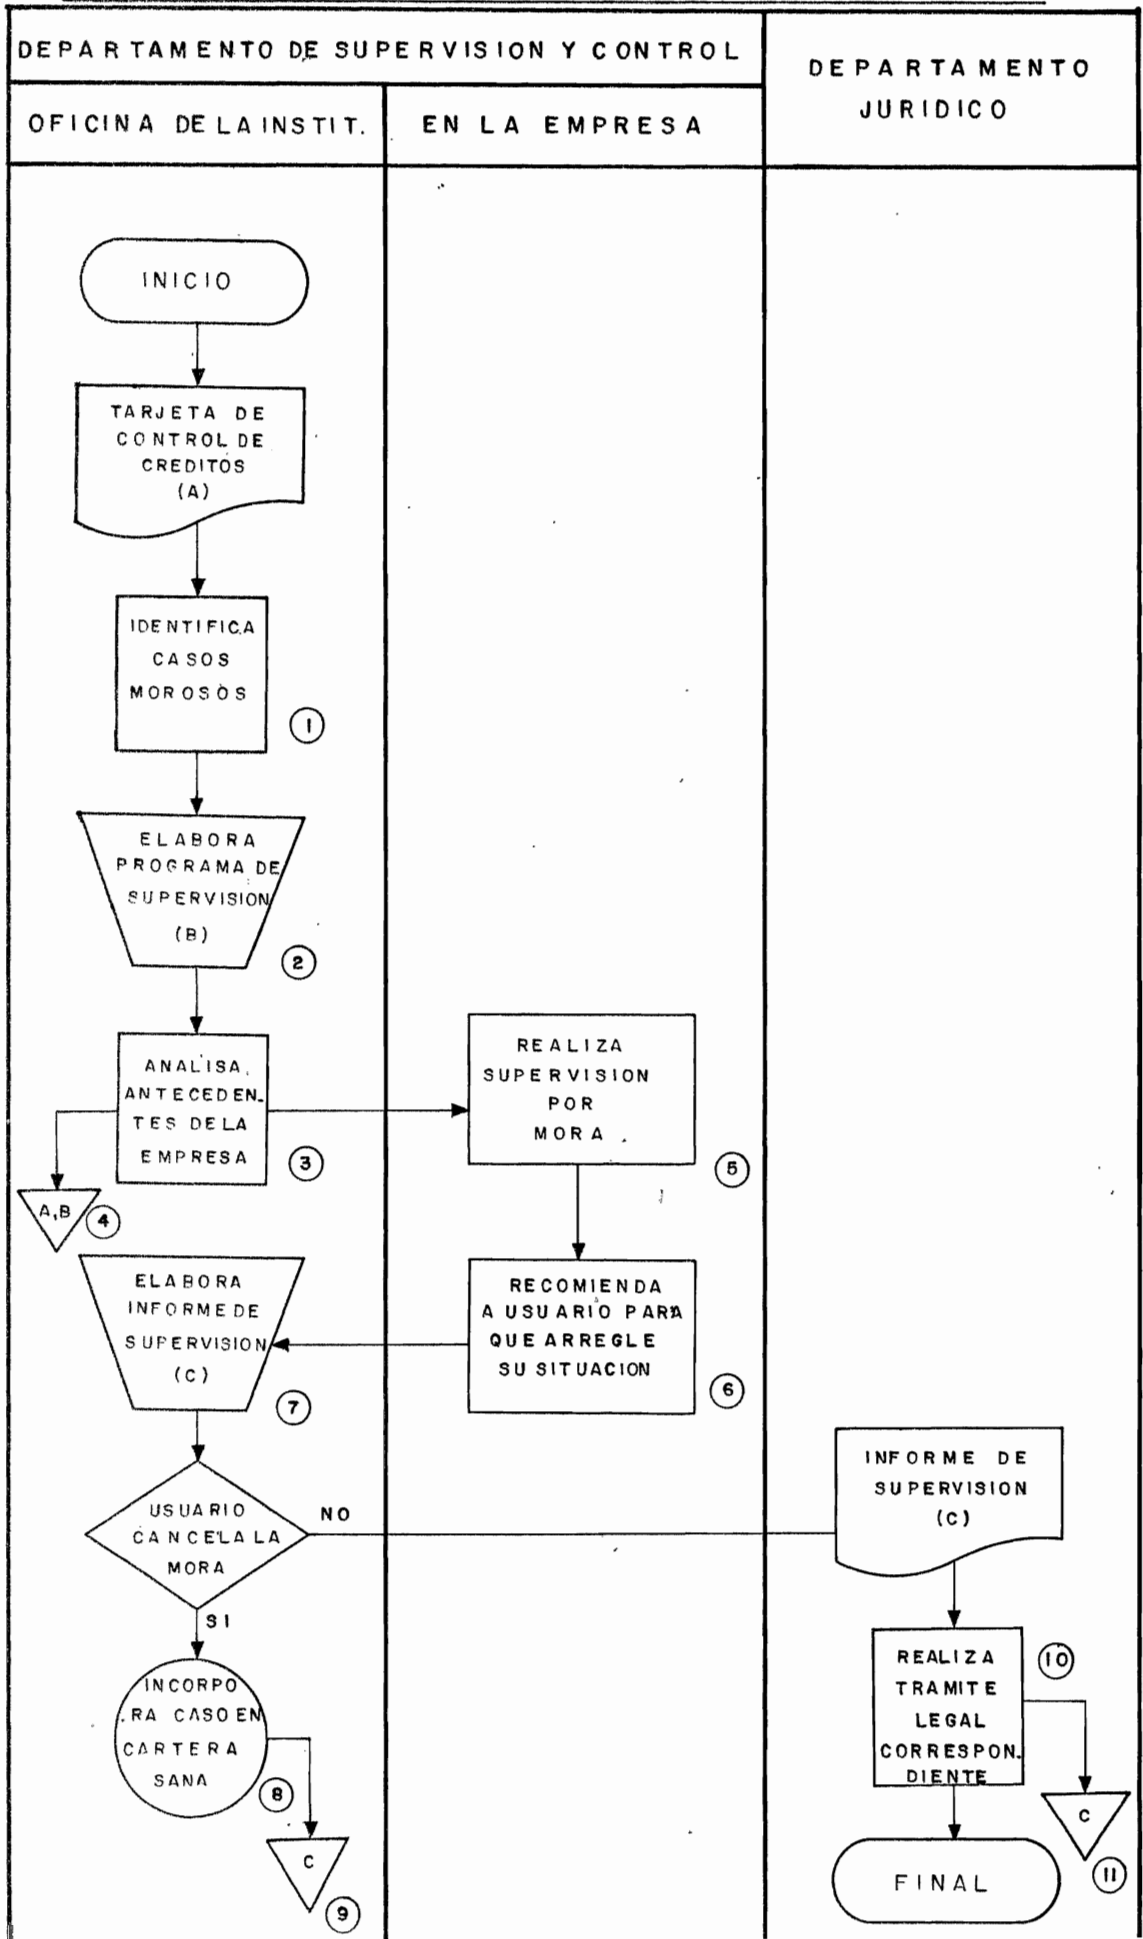 DEPARTAMENTO DE SUPERVISION Y CONTROL
DEPARTAMENTO
JURIDICO
OFICINA DE LA INSTIT.
EN LA EMPRESA
INICIO
TARJETA DE
CONTROL DE
CREDITOS
(A)
IDENTIFICA
CASOS
MOROSOS
1
ELABORA
PROGRAMA DE
SUPERVISION
(B)
2
ANALISA
ANTECEDEN-
TES DE LA
EMPRESA
3
A,B
4
REALIZA
SUPERVISION
POR
MORA
5
RECOMIENDA
A USUARIO PARA
QUE ARREGLE
SU SITUACION
6
ELABORA
INFORME DE
SUPERVISION
(C)
7
USUARIO
CANCELA LA
MORA
NO
SI
INCORPO
RA CASO EN
CARTERA
SANA
8
C
9
INFORME DE
SUPERVISION
(C)
REALIZA
TRAMITE
LEGAL
CORRESPON-
DIENTE
10
C
11
FINAL